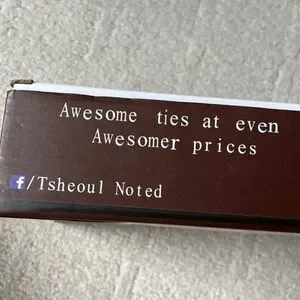 Awesome ties at even
Awesomer prices
f/Tsheoul Noted